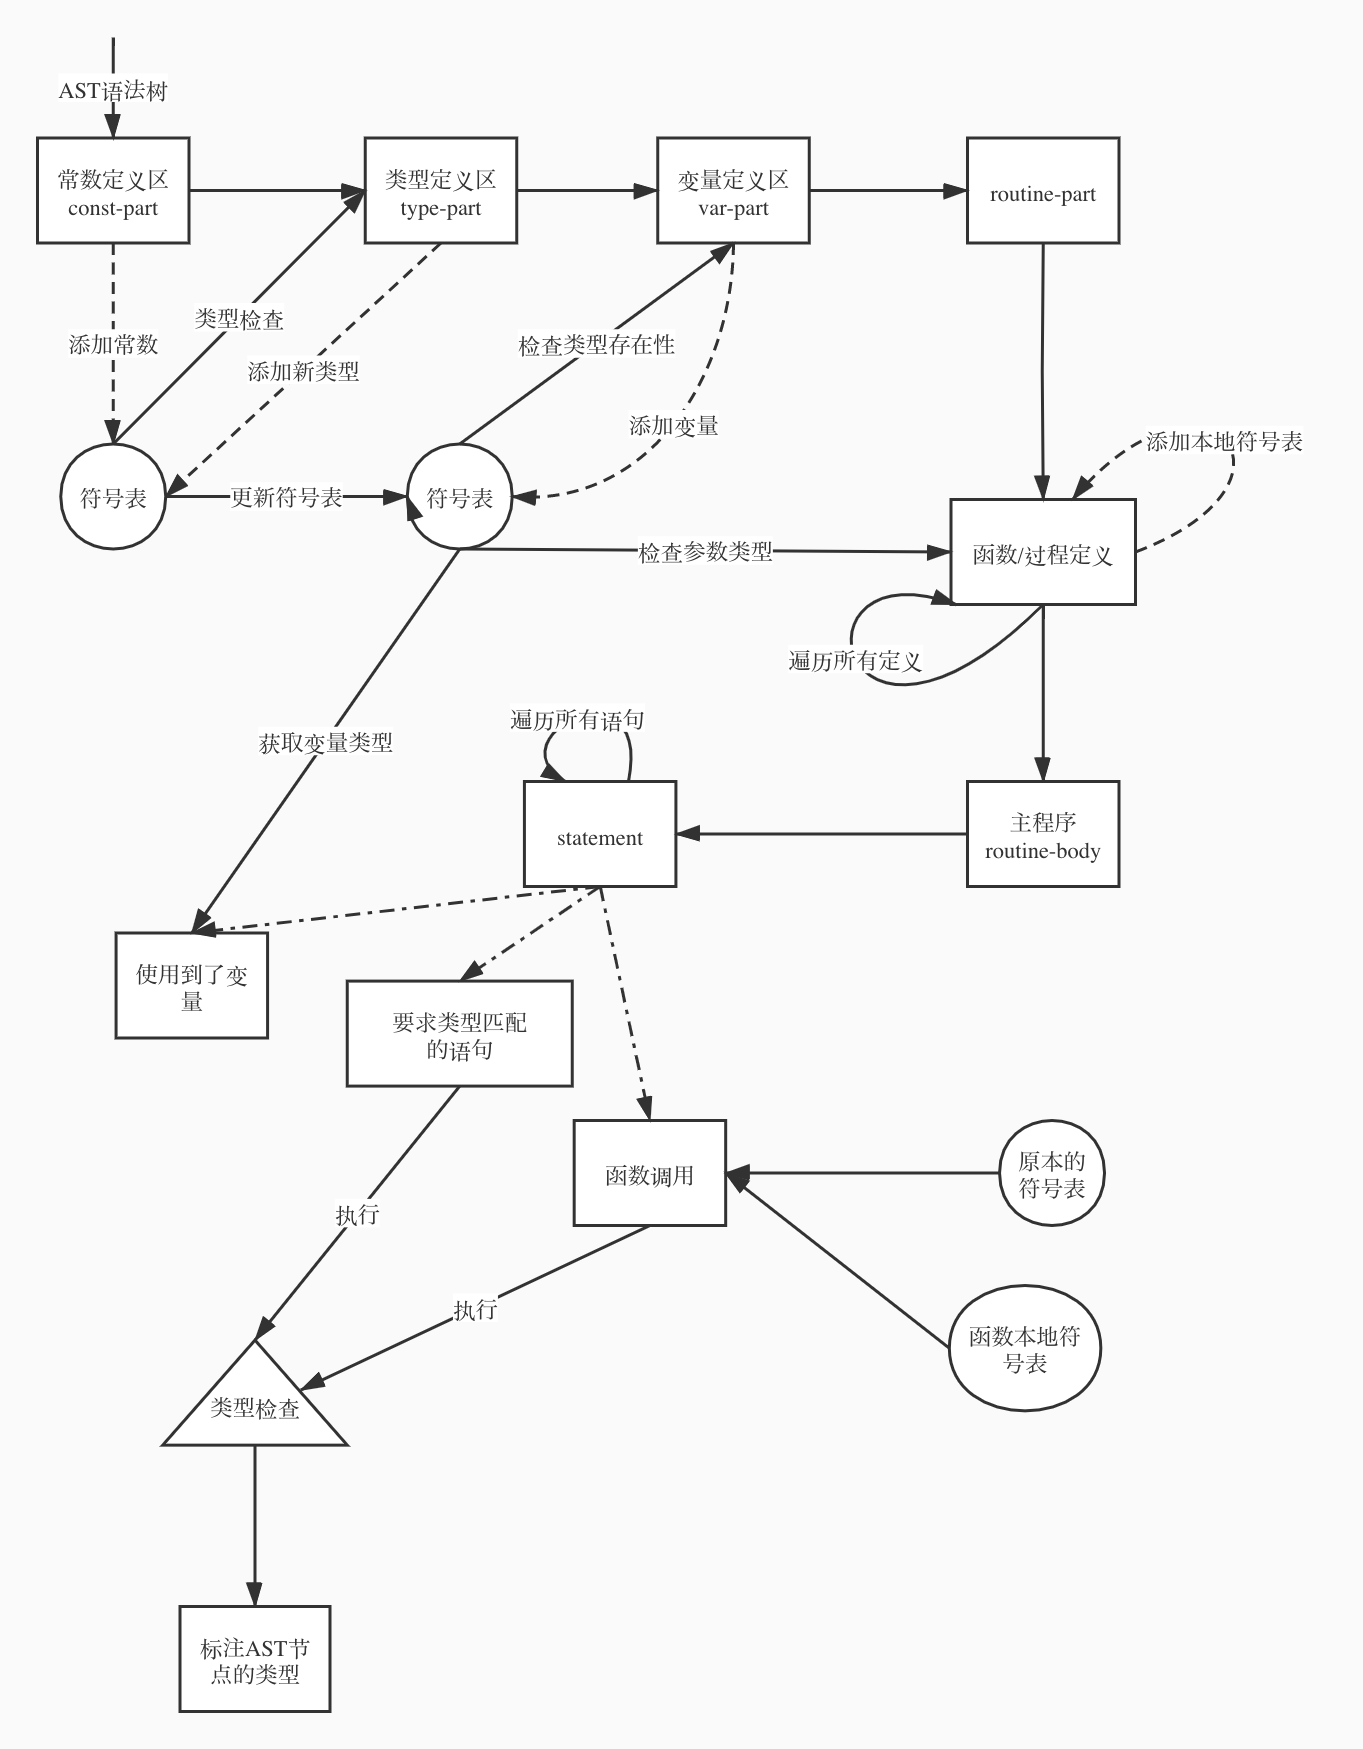 AST语法树
常数定义区
const-part
类型定义区
type-part
变量定义区
var-part
routine-part
类型检查
添加常数
检查类型存在性
添加新类型
添加变量
添加本地符号表
符号表
更新符号表
符号表
检查参数类型
函数/过程定义
遍历所有定义
遍历所有语句
获取变量类型
statement
主程序
routine-body
使用到了变
量
要求类型匹配
的语句
函数调用
原本的
符号表
执行
执行
函数本地符
号表
类型检查
标注AST节
点的类型